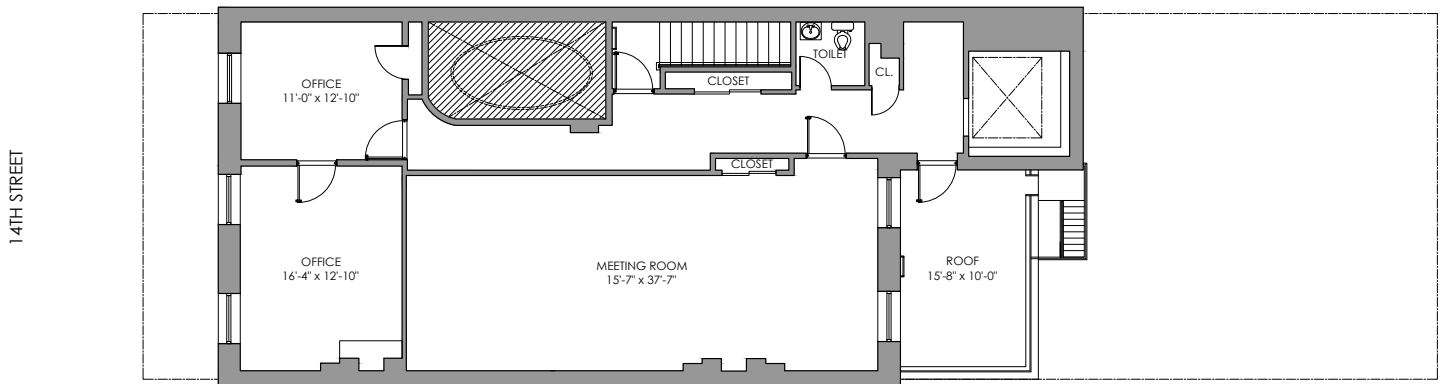 14TH STREET
OFFICE
11'-0" x 12'-10"
TOILET
CL.
CLOSET
CLOSET
OFFICE
16'-4" x 12'-10"
MEETING ROOM
15'-7" x 37'-7"
ROOF
15'-8" x 10'-0"